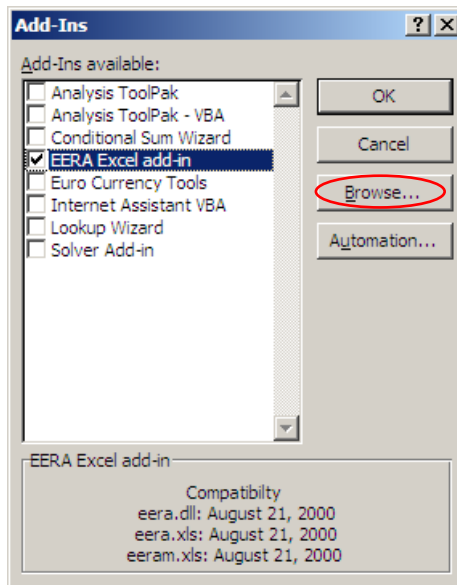 Add-Ins
Add-Ins available:
Analysis ToolPak
Analysis ToolPak - VBA
Conditional Sum Wizard
EERA Excel add-in
Euro Currency Tools
Internet Assistant VBA
Lookup Wizard
Solver Add-in
OK
Cancel
Browse...
Automation...
EERA Excel add-in
Compatibilty
eera.dll: August 21, 2000
eera.xls: August 21, 2000
eeram.xls: August 21, 2000